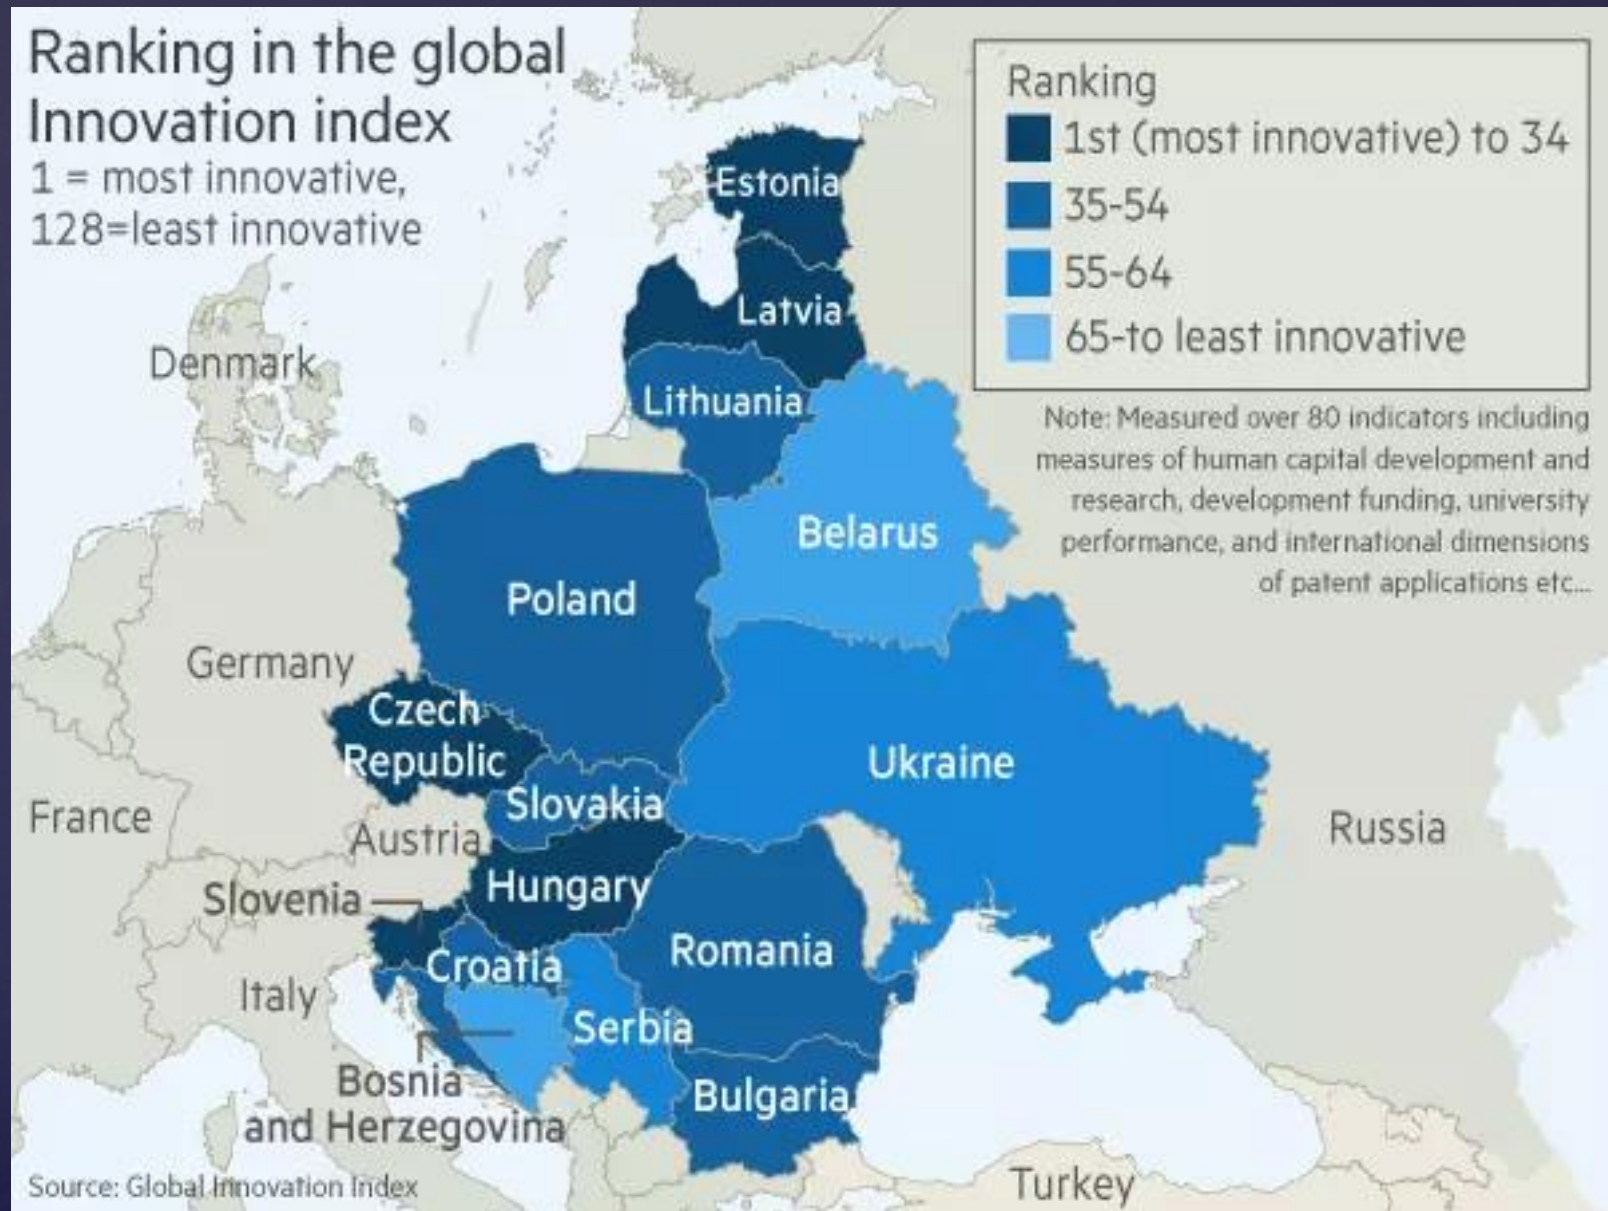 Ranking in the global
Innovation index
1 = most innovative,
128=least innovative
Ranking
1st (most innovative) to 34
35-54
55-64
65-to least innovative
Note: Measured over 80 indicators including
measures of human capital development and
research, development funding, university
performance, and international dimensions
of patent applications etc...
Estonia
Latvia
Denmark
Lithuania
Belarus
Poland
Germany
Czech
Republic
Ukraine
Slovakia
France
Austria
Russia
Hungary
Slovenia
Romania
Croatia
Italy
Serbia
Bosnia
and Herzegovina
Bulgaria
Turkey
Source: Global Innovation Index